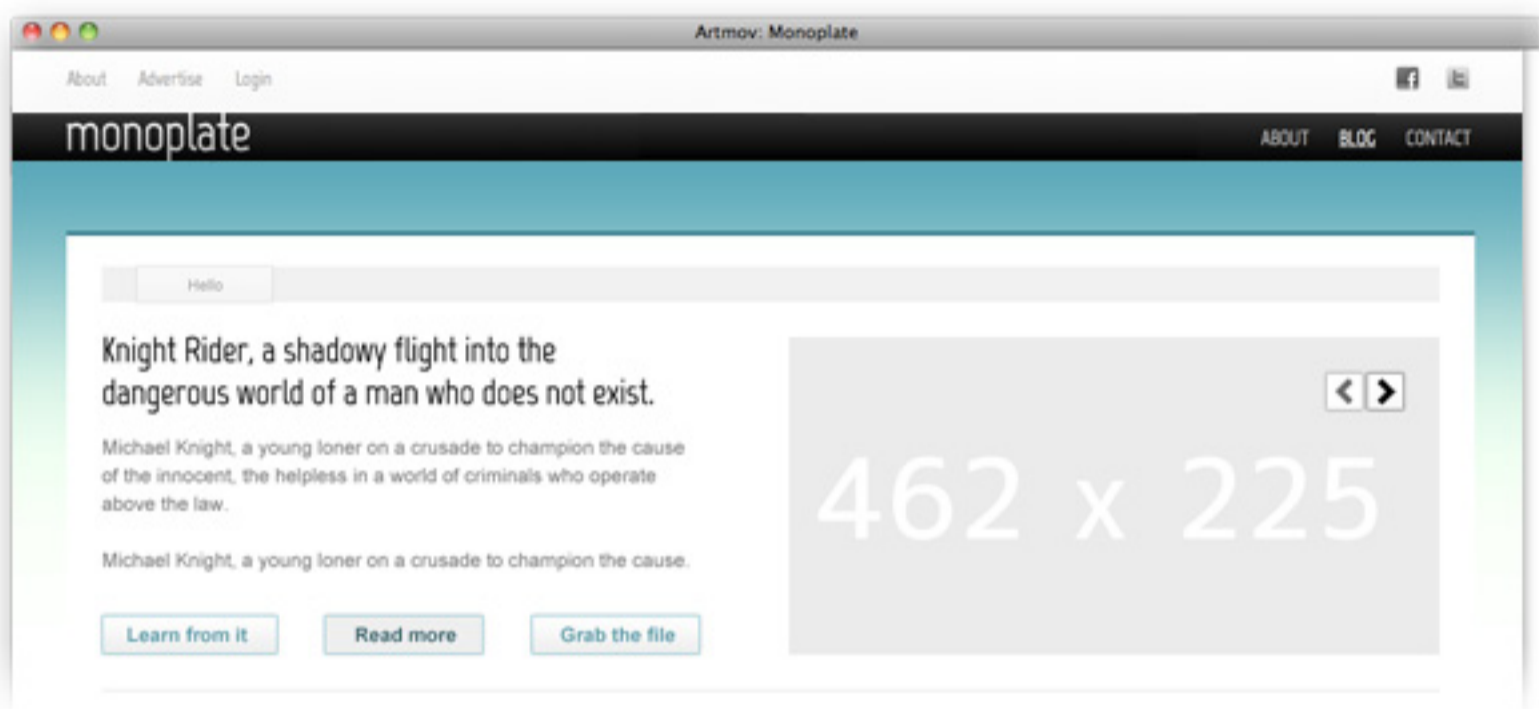 Artmov: Monoplate
About Advertise Login
monoplate
ABOUT BLOG CONTACT
Hello
Knight Rider, a shadowy flight into the
dangerous world of a man who does not exist.
Michael Knight, a young loner on a crusade to champion the cause
of the innocent, the helpless in a world of criminals who operate
above the law.
Michael Knight, a young loner on a crusade to champion the cause.
462 x 225
Learn from it Read more Grab the file